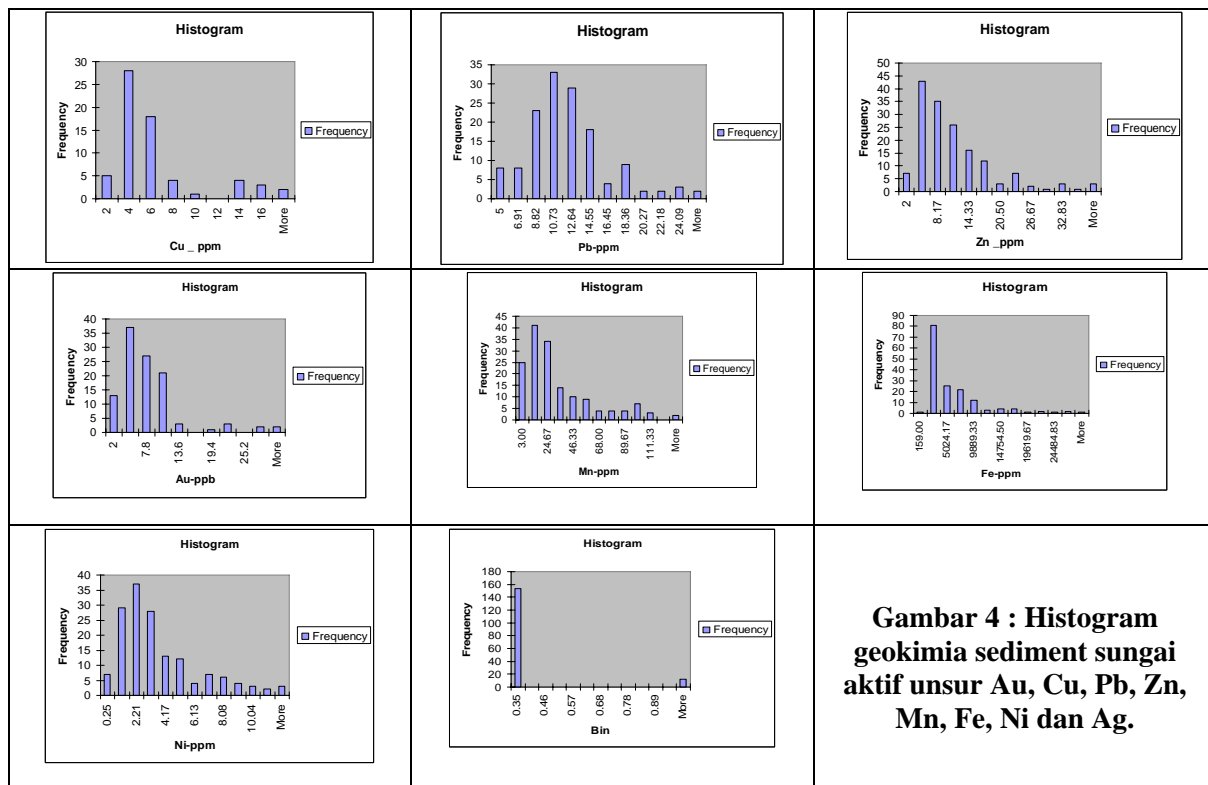 Histogram
30
25
20
15
10
5
0
Frequency
2
4
6
8
10
12
14
16
More
Cu _ ppm
Frequency
Histogram
35
30
25
20
15
10
5
0
Frequency
5
6.91
8.82
10.73
12.64
14.55
16.45
18.36
20.27
22.18
24.09
More
Pb-ppm
Frequency
Histogram
50
45
40
35
30
25
20
15
10
5
0
Frequency
2
8.17
14.33
20.50
26.67
32.83
More
Zn _ppm
Frequency
Histogram
40
35
30
25
20
15
10
5
0
Frequency
2
7.8
13.6
19.4
25.2
More
Au-ppb
Frequency
Histogram
45
40
35
30
25
20
15
10
5
0
Frequency
3.00
24.67
46.33
68.00
89.67
111.33
More
Mn-ppm
Frequency
Histogram
90
80
70
60
50
40
30
20
10
0
Frequency
159.00
5024.17
9889.33
14754.50
19619.67
24484.83
More
Fe-ppm
Frequency
Histogram
40
35
30
25
20
15
10
5
0
Frequency
0.25
2.21
4.17
6.13
8.08
10.04
More
Ni-ppm
Frequency
Histogram
180
160
140
120
100
80
60
40
20
0
Frequency
0.35
0.46
0.57
0.68
0.78
0.89
More
Bin
Frequency
Gambar 4 : Histogram
geokimia sediment sungai
aktif unsur Au, Cu, Pb, Zn,
Mn, Fe, Ni dan Ag.